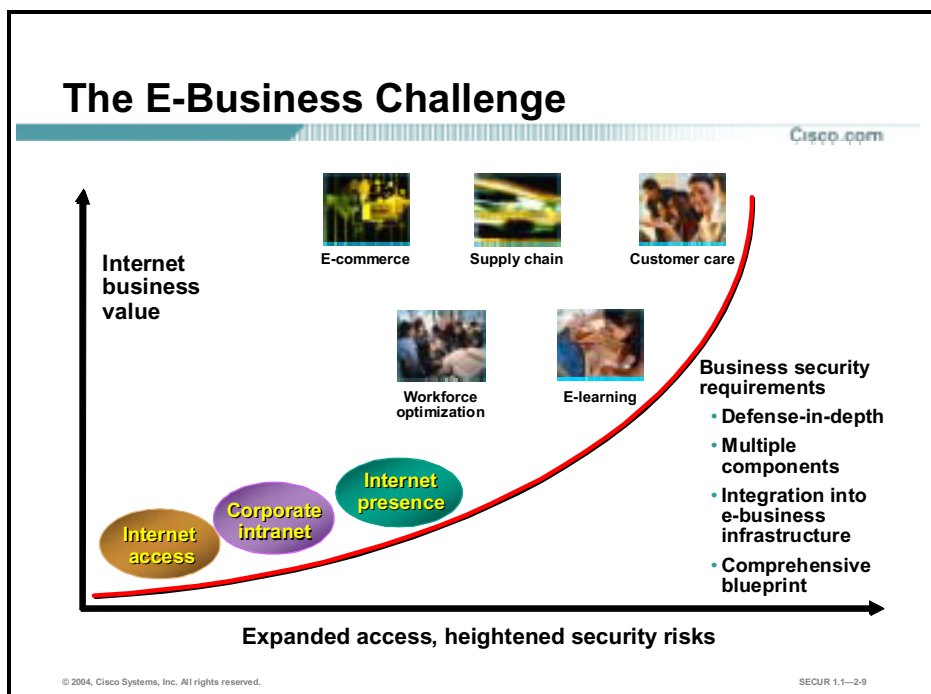 The E-Business Challenge
Cisco.com
Internet
business
value
E-commerce
Supply chain
Customer care
Workforce
optimization
E-learning
Business security
requirements
• Defense-in-depth
• Multiple
components
• Integration into
e-business
infrastructure
• Comprehensive
blueprint
Internet
access
Corporate
intranet
Internet
presence
Expanded access, heightened security risks
© 2004, Cisco Systems, Inc. All rights reserved.
SECUR 1.1—2-9